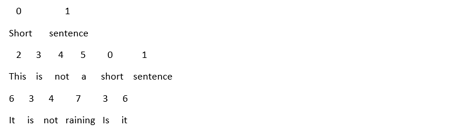 0 1
Short sentence
2 3 4 5 0 1
This is not a short sentence
6 3 4 7 3 6
It is not raining Is it